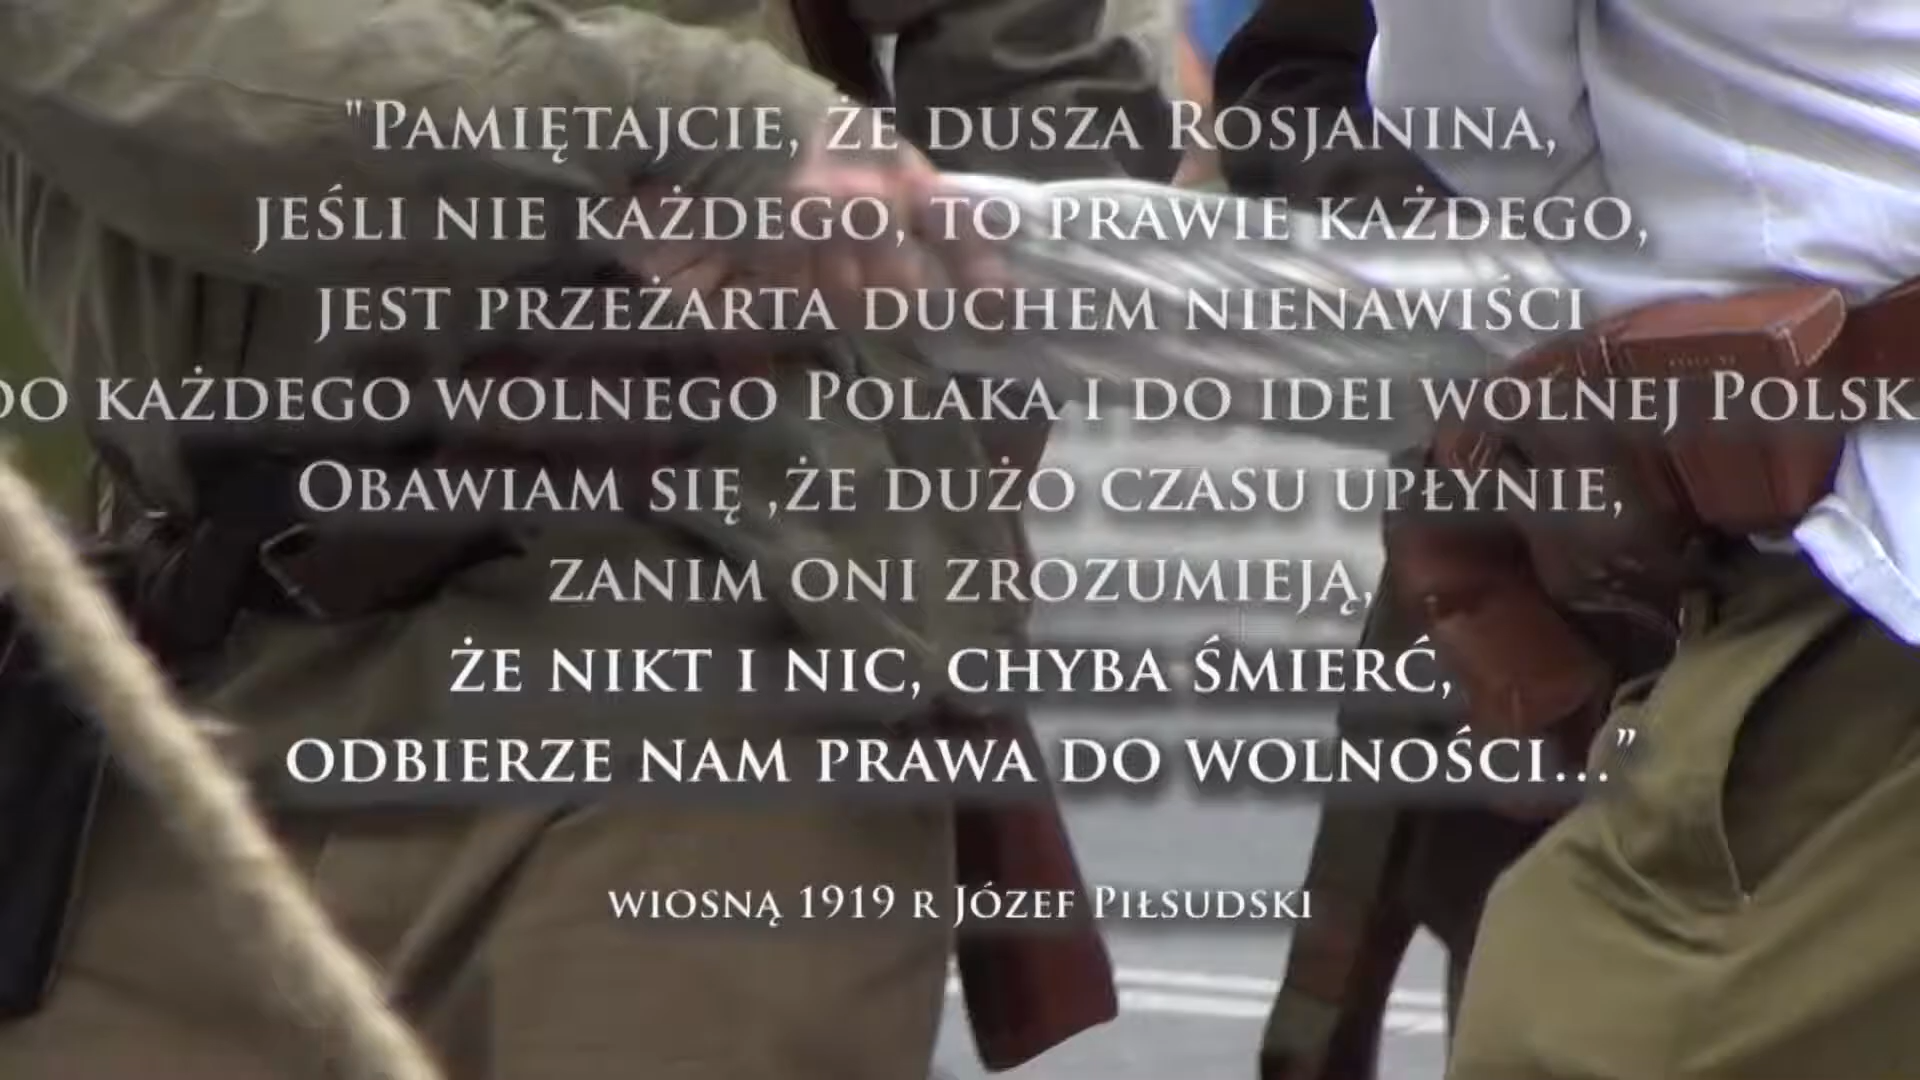 "Pamiętajcie, że dusza Rosjanina,
jeśli nie każdego, to prawie każdego,
jest przeżarta duchem nienawiści
do każdego wolnego Polaka i do idei wolnej Polsk
Obawiam się ,że dużo czasu upłynie,
zanim oni zrozumieją,
że nikt i nic, chyba śmierć,
odbierze nam prawa do wolności..."
wiosną 1919 r Józef Piłsudski